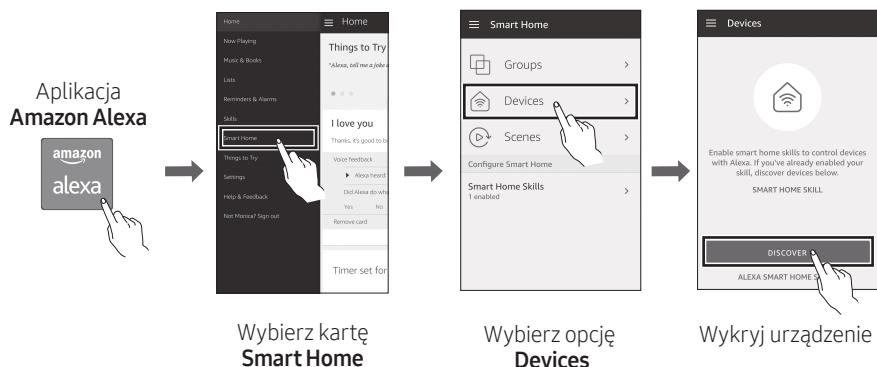 Aplikacja
Amazon Alexa
amazon
alexa
Home
Now Playing
Music & Books
Lists
Reminders & Alarms
Skills
Smart Home
Things to Try
Settings
Help & Feedback
Not Monica? Sign out
Home
Things to Try
"Alexa, tell me a joke
I love you
Thanks, it's good to b
Voice feedback
Alexa heard:
Did Alexa do wh
Yes No
Remove card
Timer set for
Wybierz kartę
Smart Home
Smart Home
Groups
Devices
Scenes
Configure Smart Home
Smart Home Skills
1 enabled
Wybierz opcję
Devices
Devices
Enable smart home skills to control devices
with Alexa. If you've already enabled your
skill, discover devices below.
SMART HOME SKILL
DISCOVER
ALEXA SMART HOME S
Wykryj urządzenie